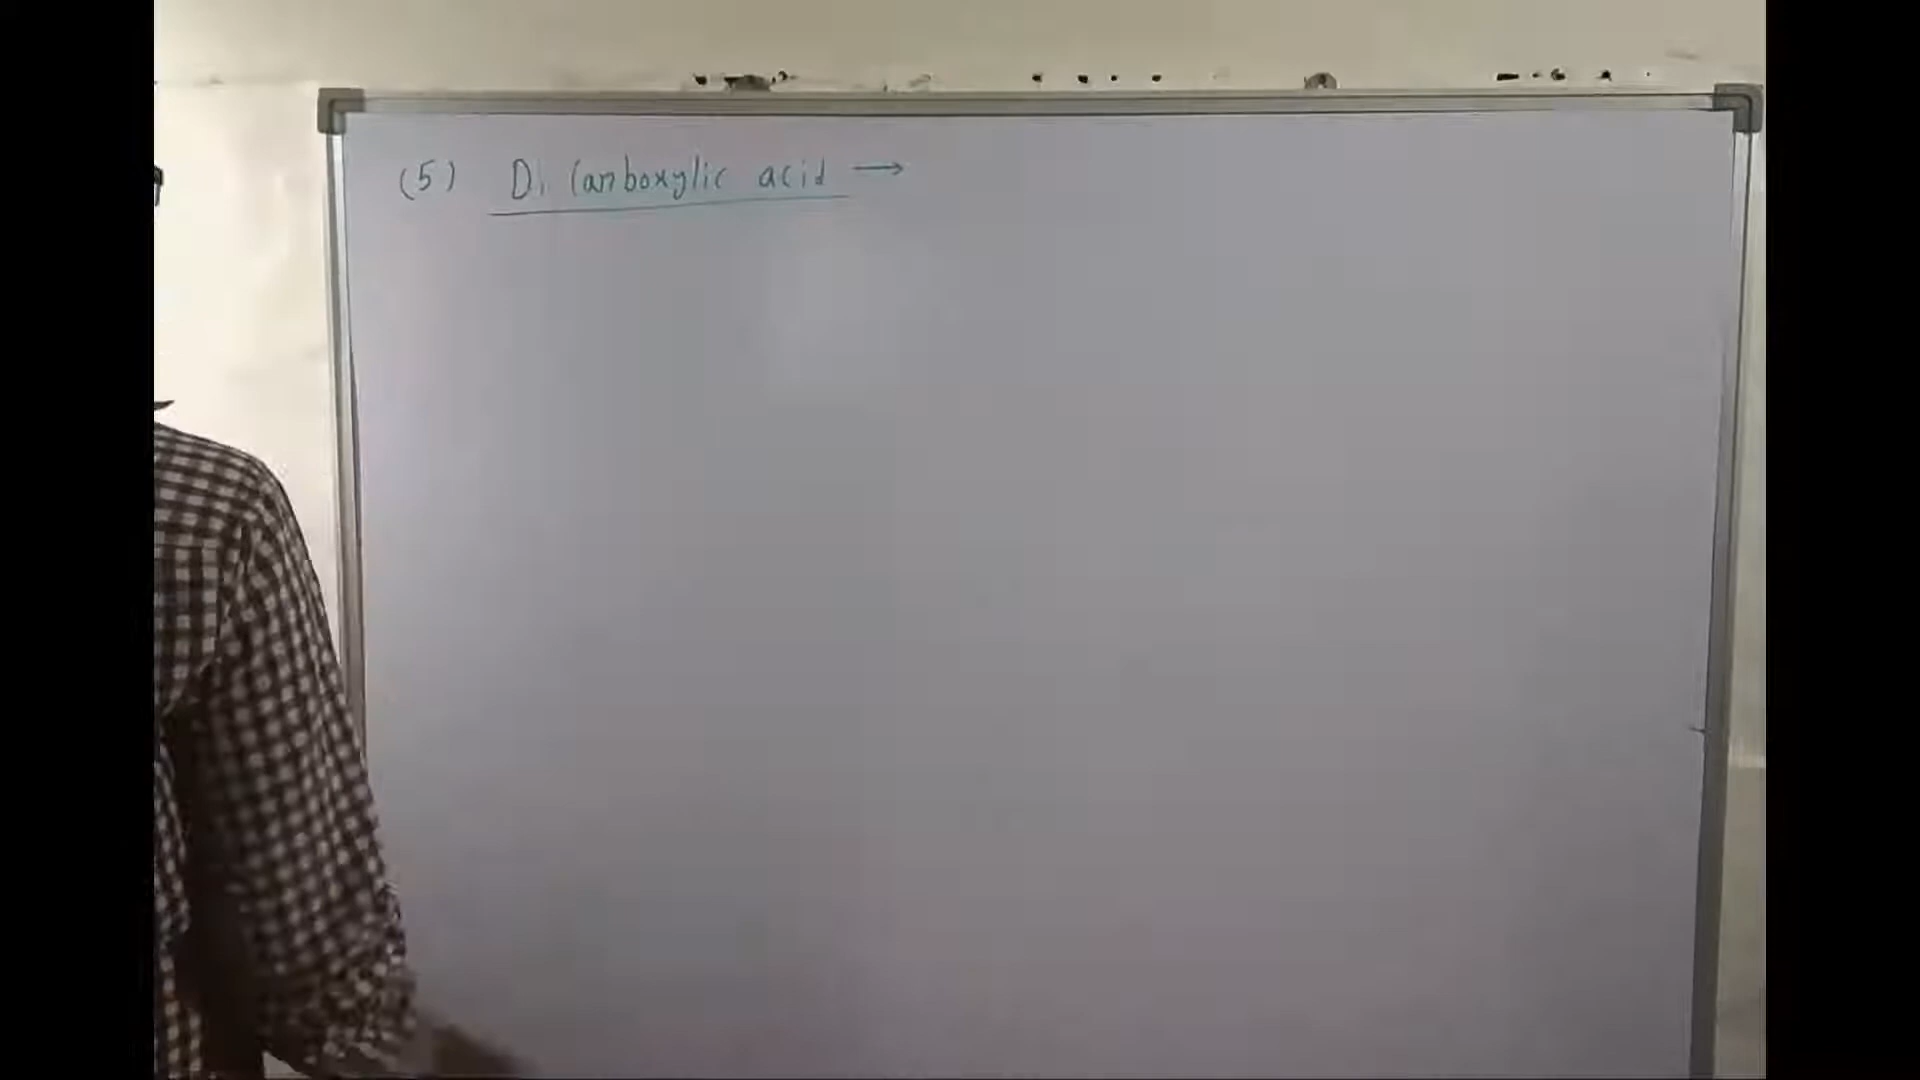 (5) Di Carboxylic acid →